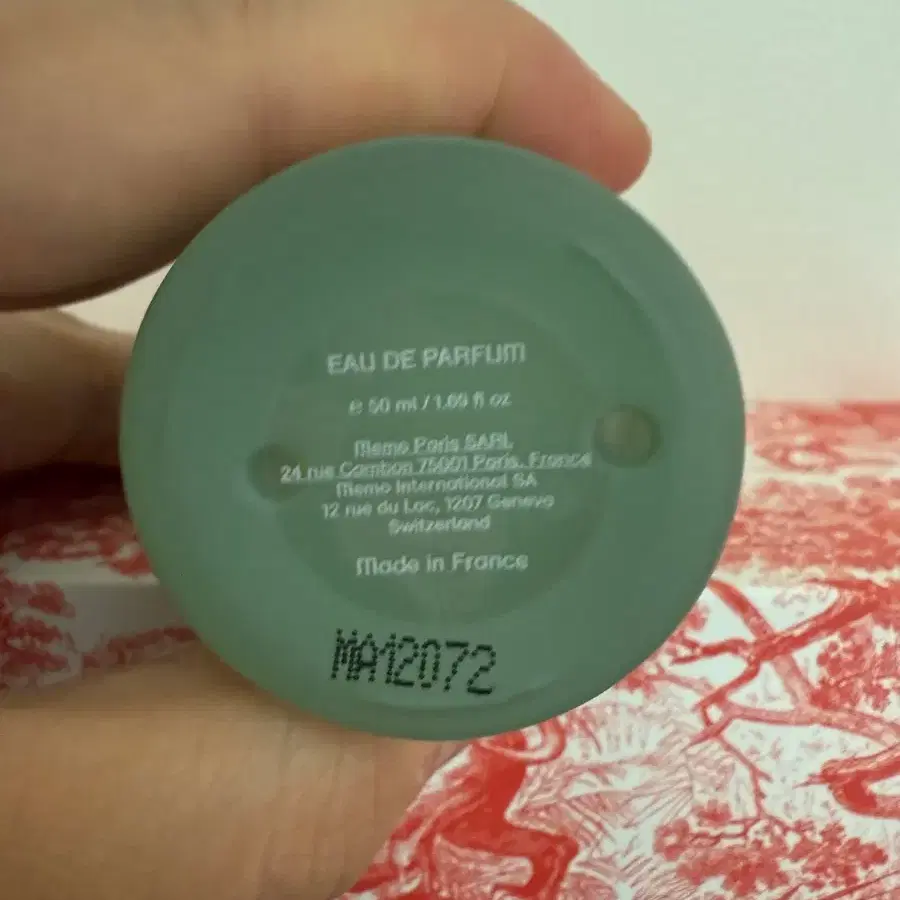 EAU DE PARFUM
e 50 ml / 1.69 fl oz
Memo Paris SARL
24 rue Cambon 75001 Paris, France
Memo International SA
12 rue du Lac, 1207 Geneva
Switzerland
Made in France
MA12072